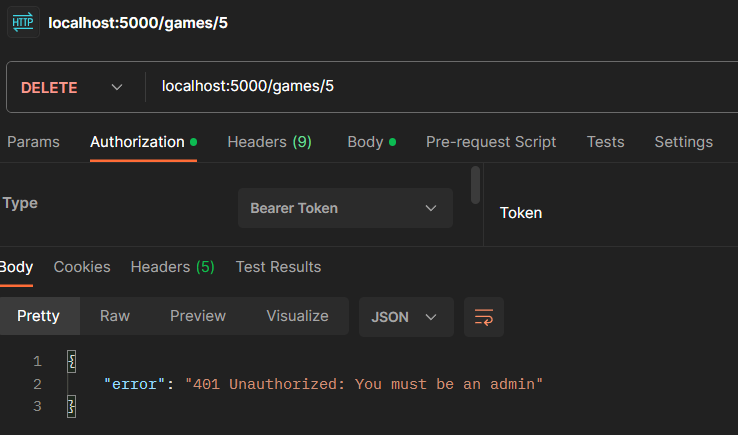 HTTP localhost:5000/games/5
DELETE localhost:5000/games/5
Params Authorization Headers (9) Body Pre-request Script Tests Settings
Type Bearer Token Token
Body Cookies Headers (5) Test Results
Pretty Raw Preview Visualize JSON
1 {
2 "error": "401 Unauthorized: You must be an admin"
3 }